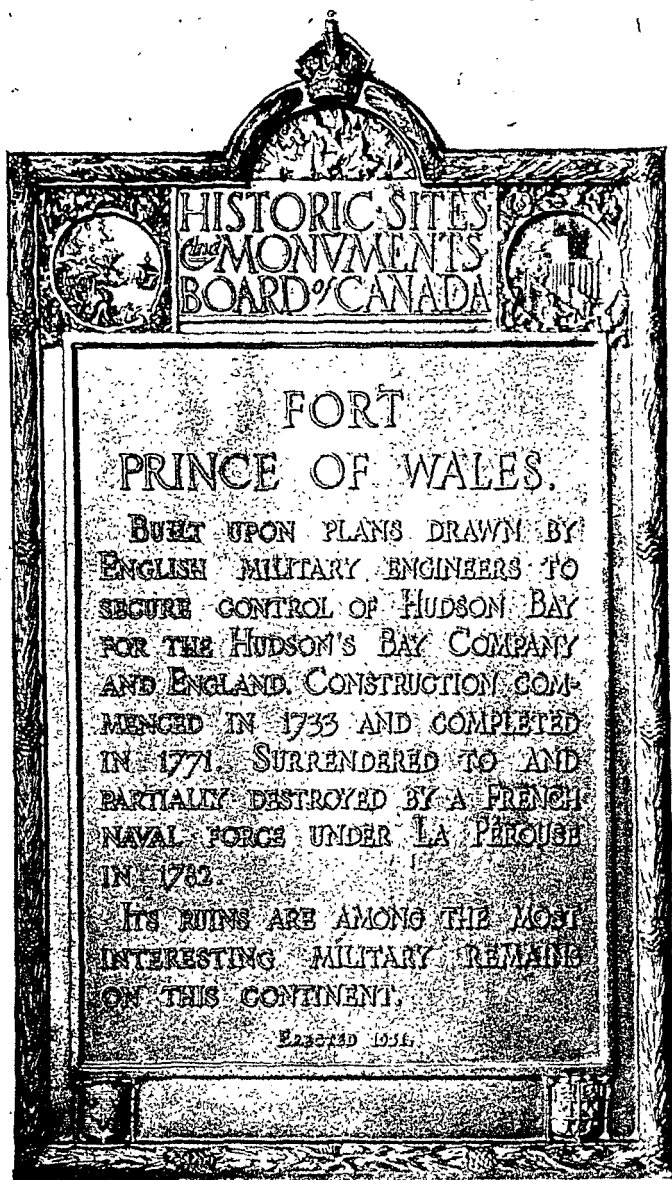 HISTORIC SITES
and MONVMENTS
BOARD of CANADA
FORT
PRINCE OF WALES.
BUILT UPON PLANS DRAWN BY
ENGLISH MILITARY ENGINEERS TO
SECURE CONTROL OF HUDSON BAY
FOR THE HUDSON'S BAY COMPANY
AND ENGLAND. CONSTRUCTION COM-
MENCED IN 1733 AND COMPLETED
IN 1771. SURRENDERED TO AND
PARTIALLY DESTROYED BY A FRENCH
NAVAL FORCE UNDER LA PÉROUSE
IN 1782.
ITS RUINS ARE AMONG THE MOST
INTERESTING MILITARY REMAINS
ON THIS CONTINENT.
ERECTED 1931.